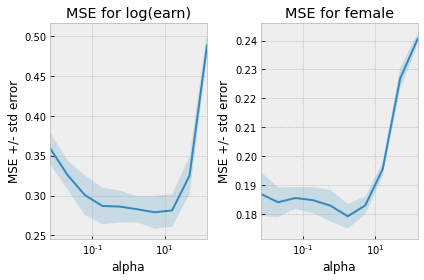 MSE for log(earn)
MSE +/- std error
0.50
0.45
0.40
0.35
0.30
0.25
10⁻¹
10¹
alpha
MSE for female
MSE +/- std error
0.24
0.23
0.22
0.21
0.20
0.19
0.18
10⁻¹
10¹
alpha